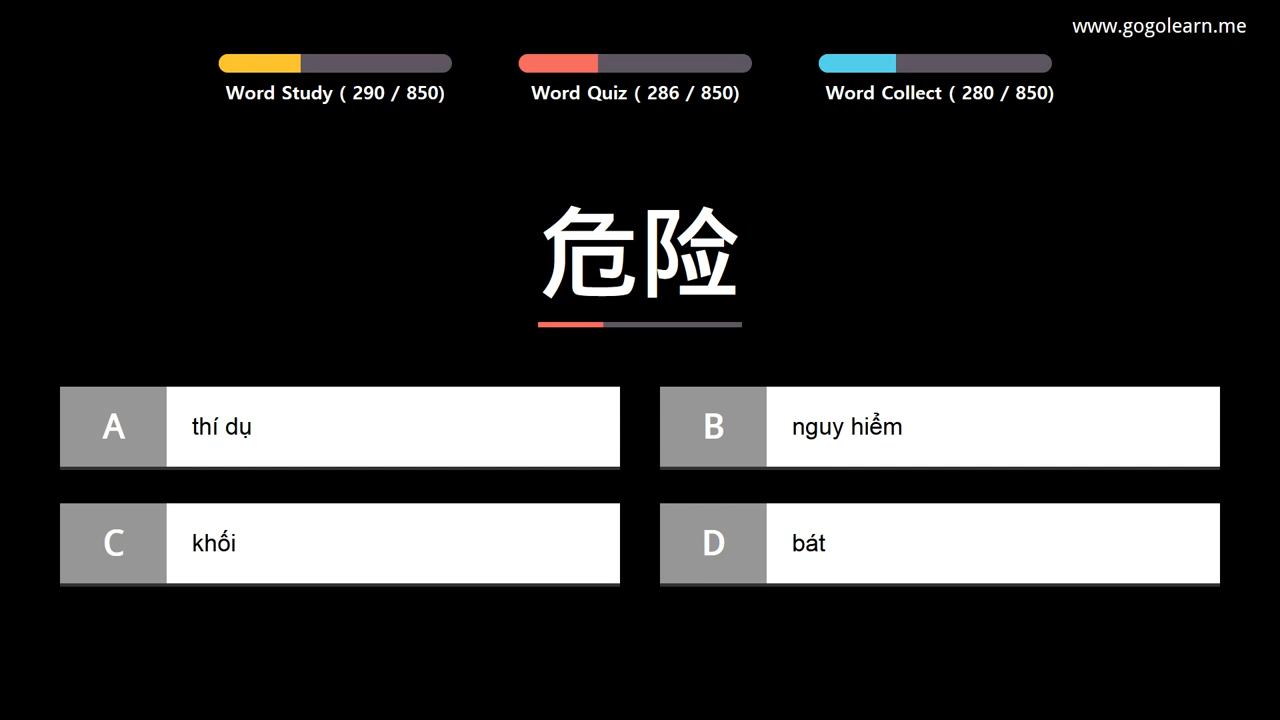 www.gogolearn.me
Word Study ( 290 / 850)
Word Quiz ( 286 / 850)
Word Collect ( 280 / 850)
危险
A thí dụ
B nguy hiểm
C khối
D bát